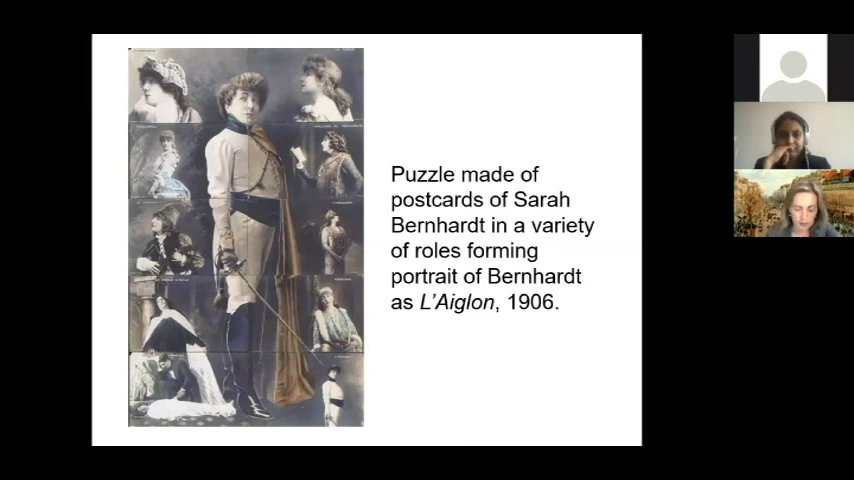 Puzzle made of
postcards of Sarah
Bernhardt in a variety
of roles forming
portrait of Bernhardt
as L'Aiglon, 1906.